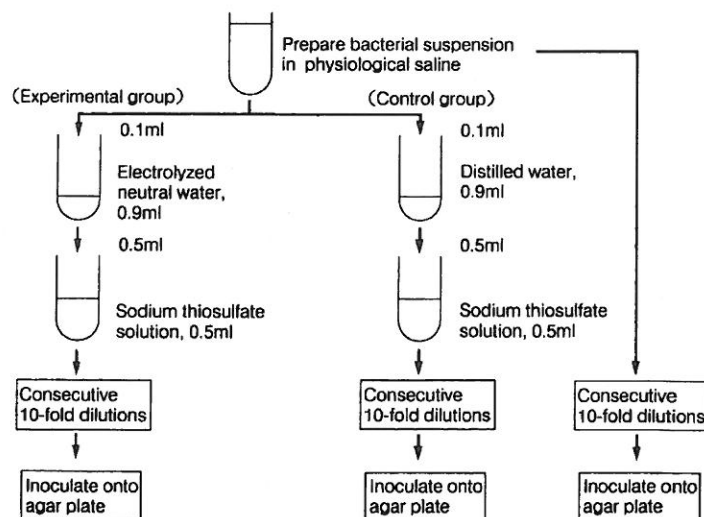 Prepare bacterial suspension
in physiological saline
(Experimental group)
(Control group)
0.1ml
0.1ml
Electrolyzed
neutral water,
0.9ml
Distilled water,
0.9ml
0.5ml
0.5ml
Sodium thiosulfate
solution, 0.5ml
Sodium thiosulfate
solution, 0.5ml
Consecutive
10-fold dilutions
Consecutive
10-fold dilutions
Consecutive
10-fold dilutions
Inoculate onto
agar plate
Inoculate onto
agar plate
Inoculate onto
agar plate